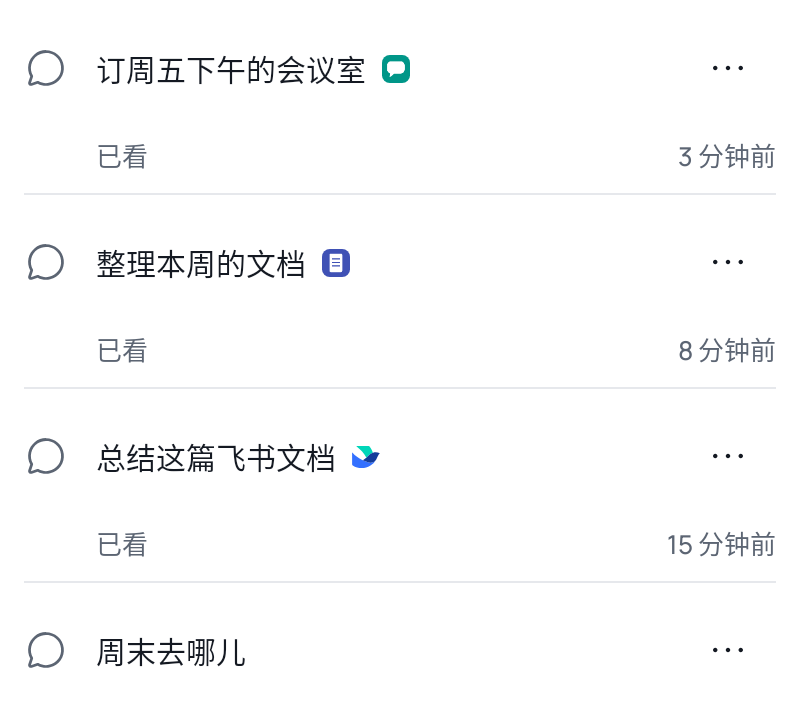 订周五下午的会议室
已看
3 分钟前
整理本周的文档
已看
8 分钟前
总结这篇飞书文档
已看
15 分钟前
周末去哪儿